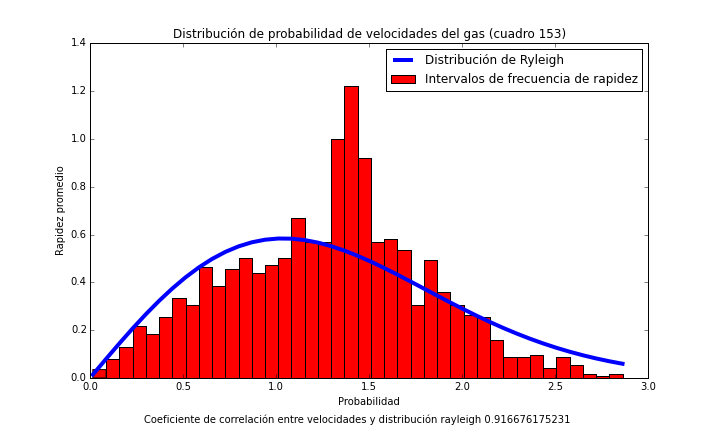 Distribución de probabilidad de velocidades del gas (cuadro 153)
Distribución de Ryleigh
Intervalos de frecuencia de rapidez
Rapidez promedio
1.4
1.2
1.0
0.8
0.6
0.4
0.2
0.0
0.0 0.5 1.0 1.5 2.0 2.5 3.0
Probabilidad
Coeficiente de correlación entre velocidades y distribución rayleigh 0.916676175231